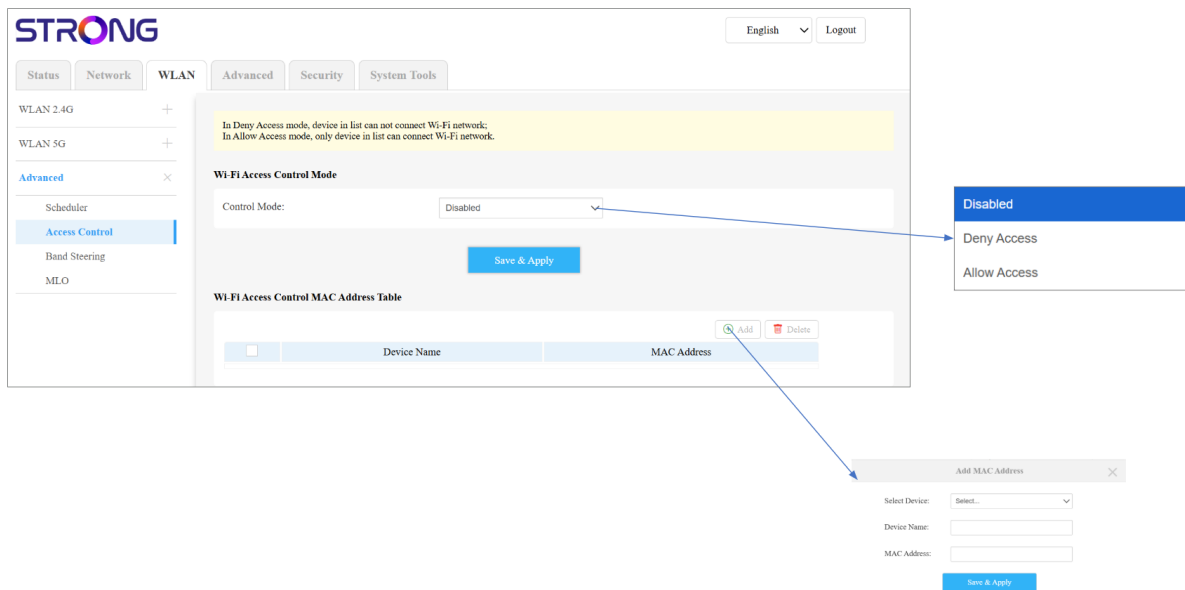 STRONG
English
Logout
Status
Network
WLAN
Advanced
Security
System Tools
WLAN 2.4G
WLAN 5G
Advanced
Scheduler
Access Control
Band Steering
MLO
In Deny Access mode, device in list can not connect Wi-Fi network;
In Allow Access mode, only device in list can connect Wi-Fi network.
Wi-Fi Access Control Mode
Control Mode:
Disabled
Save & Apply
Wi-Fi Access Control MAC Address Table
Add
Delete
Device Name
MAC Address
Disabled
Deny Access
Allow Access
Add MAC Address
Select Device:
Select...
Device Name:
MAC Address:
Save & Apply